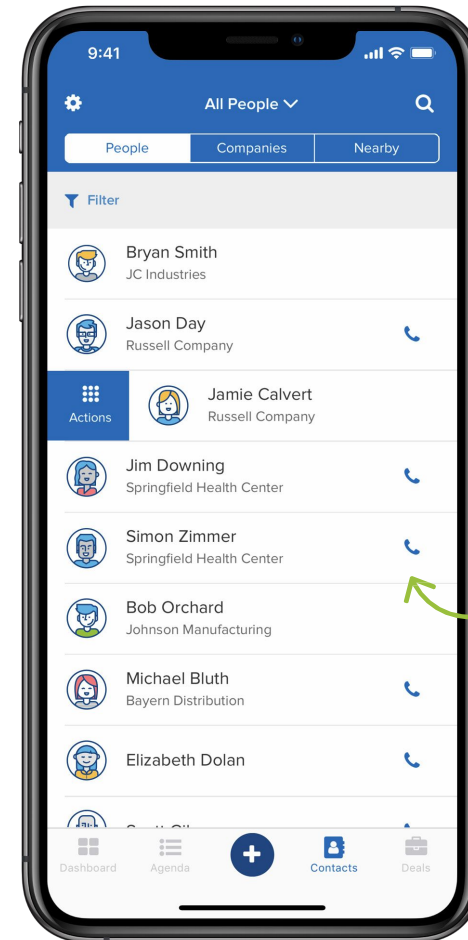 9:41
All People
People Companies Nearby
Filter
Bryan Smith
JC Industries
Jason Day
Russell Company
Actions
Jamie Calvert
Russell Company
Jim Downing
Springfield Health Center
Simon Zimmer
Springfield Health Center
Bob Orchard
Johnson Manufacturing
Michael Bluth
Bayern Distribution
Elizabeth Dolan
Dashboard Agenda Contacts Deals